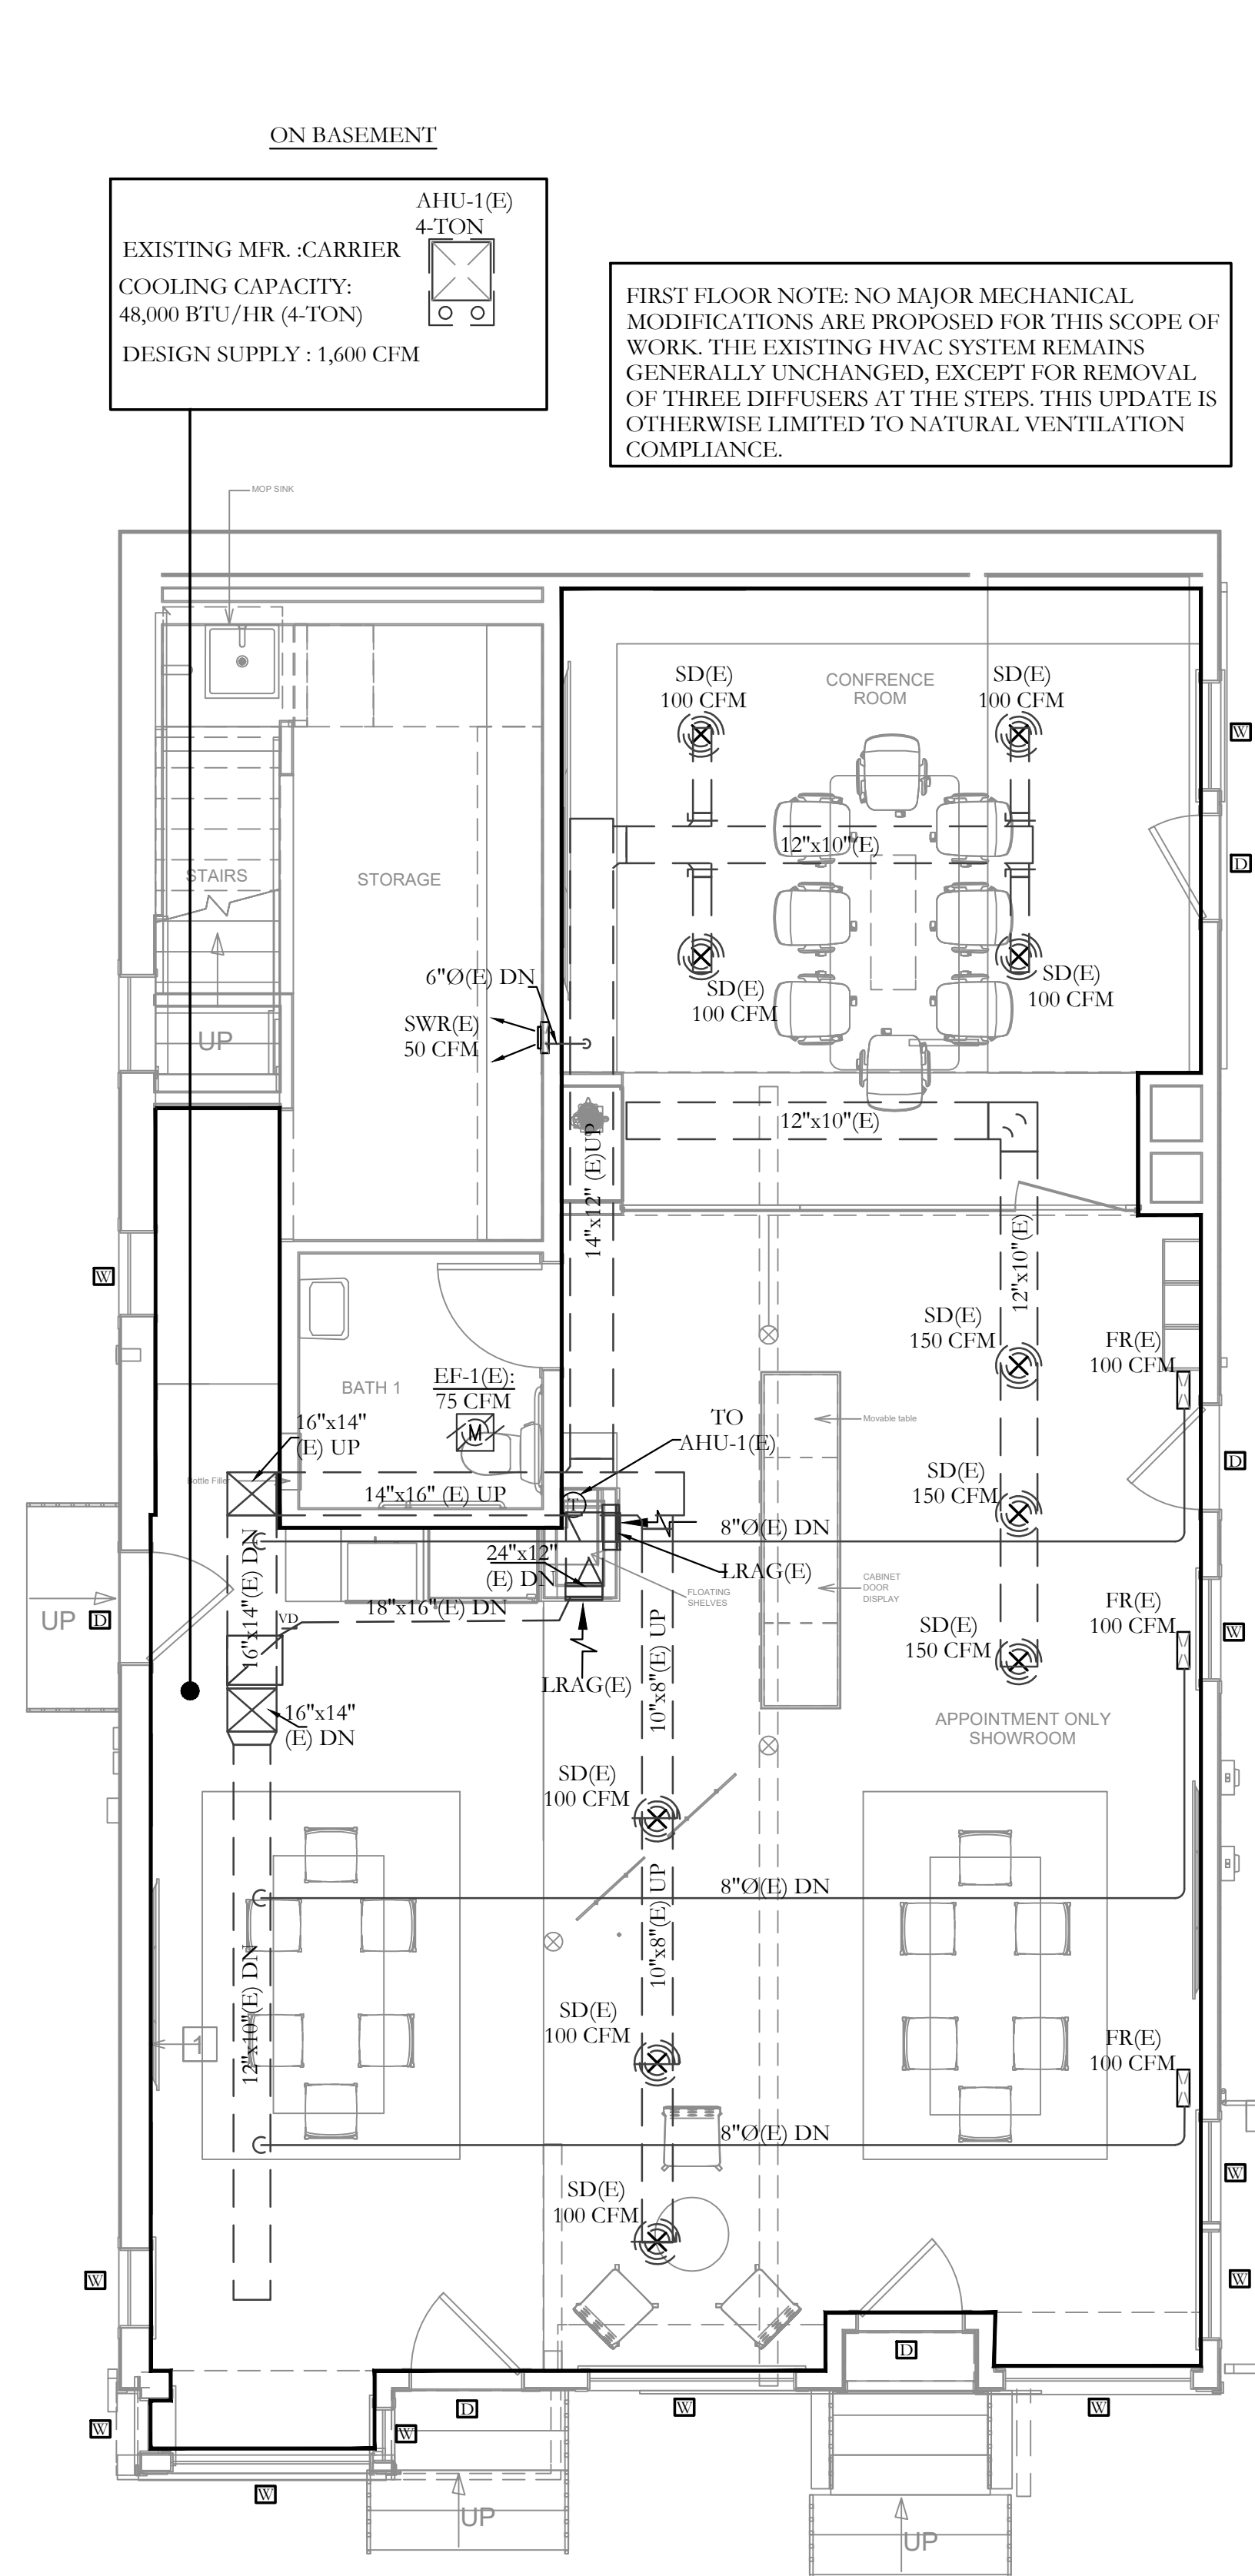 ON BASEMENT
AHU-1(E)
4-TON
EXISTING MFR. :CARRIER
COOLING CAPACITY:
48,000 BTU/HR (4-TON)
DESIGN SUPPLY : 1,600 CFM
FIRST FLOOR NOTE: NO MAJOR MECHANICAL
MODIFICATIONS ARE PROPOSED FOR THIS SCOPE OF
WORK. THE EXISTING HVAC SYSTEM REMAINS
GENERALLY UNCHANGED, EXCEPT FOR REMOVAL
OF THREE DIFFUSERS AT THE STEPS. THIS UPDATE IS
OTHERWISE LIMITED TO NATURAL VENTILATION
COMPLIANCE.
MOP SINK
SD(E)
100 CFM
CONFRENCE
ROOM
SD(E)
100 CFM
W
12"x10"(E)
D
STAIRS
STORAGE
6"Ø(E) DN
SD(E)
100 CFM
SD(E)
100 CFM
SWR(E)
50 CFM
UP
12"x10"(E)
14"x12" (E)UP
12"x10"(E)
W
SD(E)
150 CFM
FR(E)
100 CFM
BATH 1
EF-1(E):
75 CFM
M
TO
AHU-1(E)
Movable table
16"x14"
(E) UP
D
Bottle Fille
14"x16" (E) UP
SD(E)
150 CFM
T
8"Ø(E) DN
16"x14"(E) DN
24"x12"
(E) DN
LRAG(E)
FLOATING
SHELVES
CABINET
DOOR
DISPLAY
18"x16"(E) DN
VD
UP
D
SD(E)
150 CFM
FR(E)
100 CFM
W
LRAG(E)
10"x8"(E) UP
16"x14"
(E) DN
APPOINTMENT ONLY
SHOWROOM
SD(E)
100 CFM
8"Ø(E) DN
10"x8"(E) UP
12"x10"(E) DN
1
SD(E)
100 CFM
FR(E)
100 CFM
8"Ø(E) DN
W
SD(E)
100 CFM
W
W
D
D
W
W
W
W
W
UP
UP